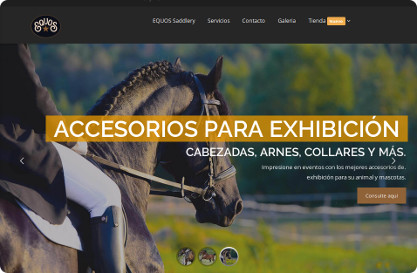 EQUOS
EQUOS Saddlery Servicios Contacto Galeria Tienda
ACCESORIOS PARA EXHIBICIÓN
CABEZADAS, ARNES, COLLARES Y MÁS.
Impresione en eventos con los mejores accesorios de
exhibición para su animal y mascotas.
Consulte aquí